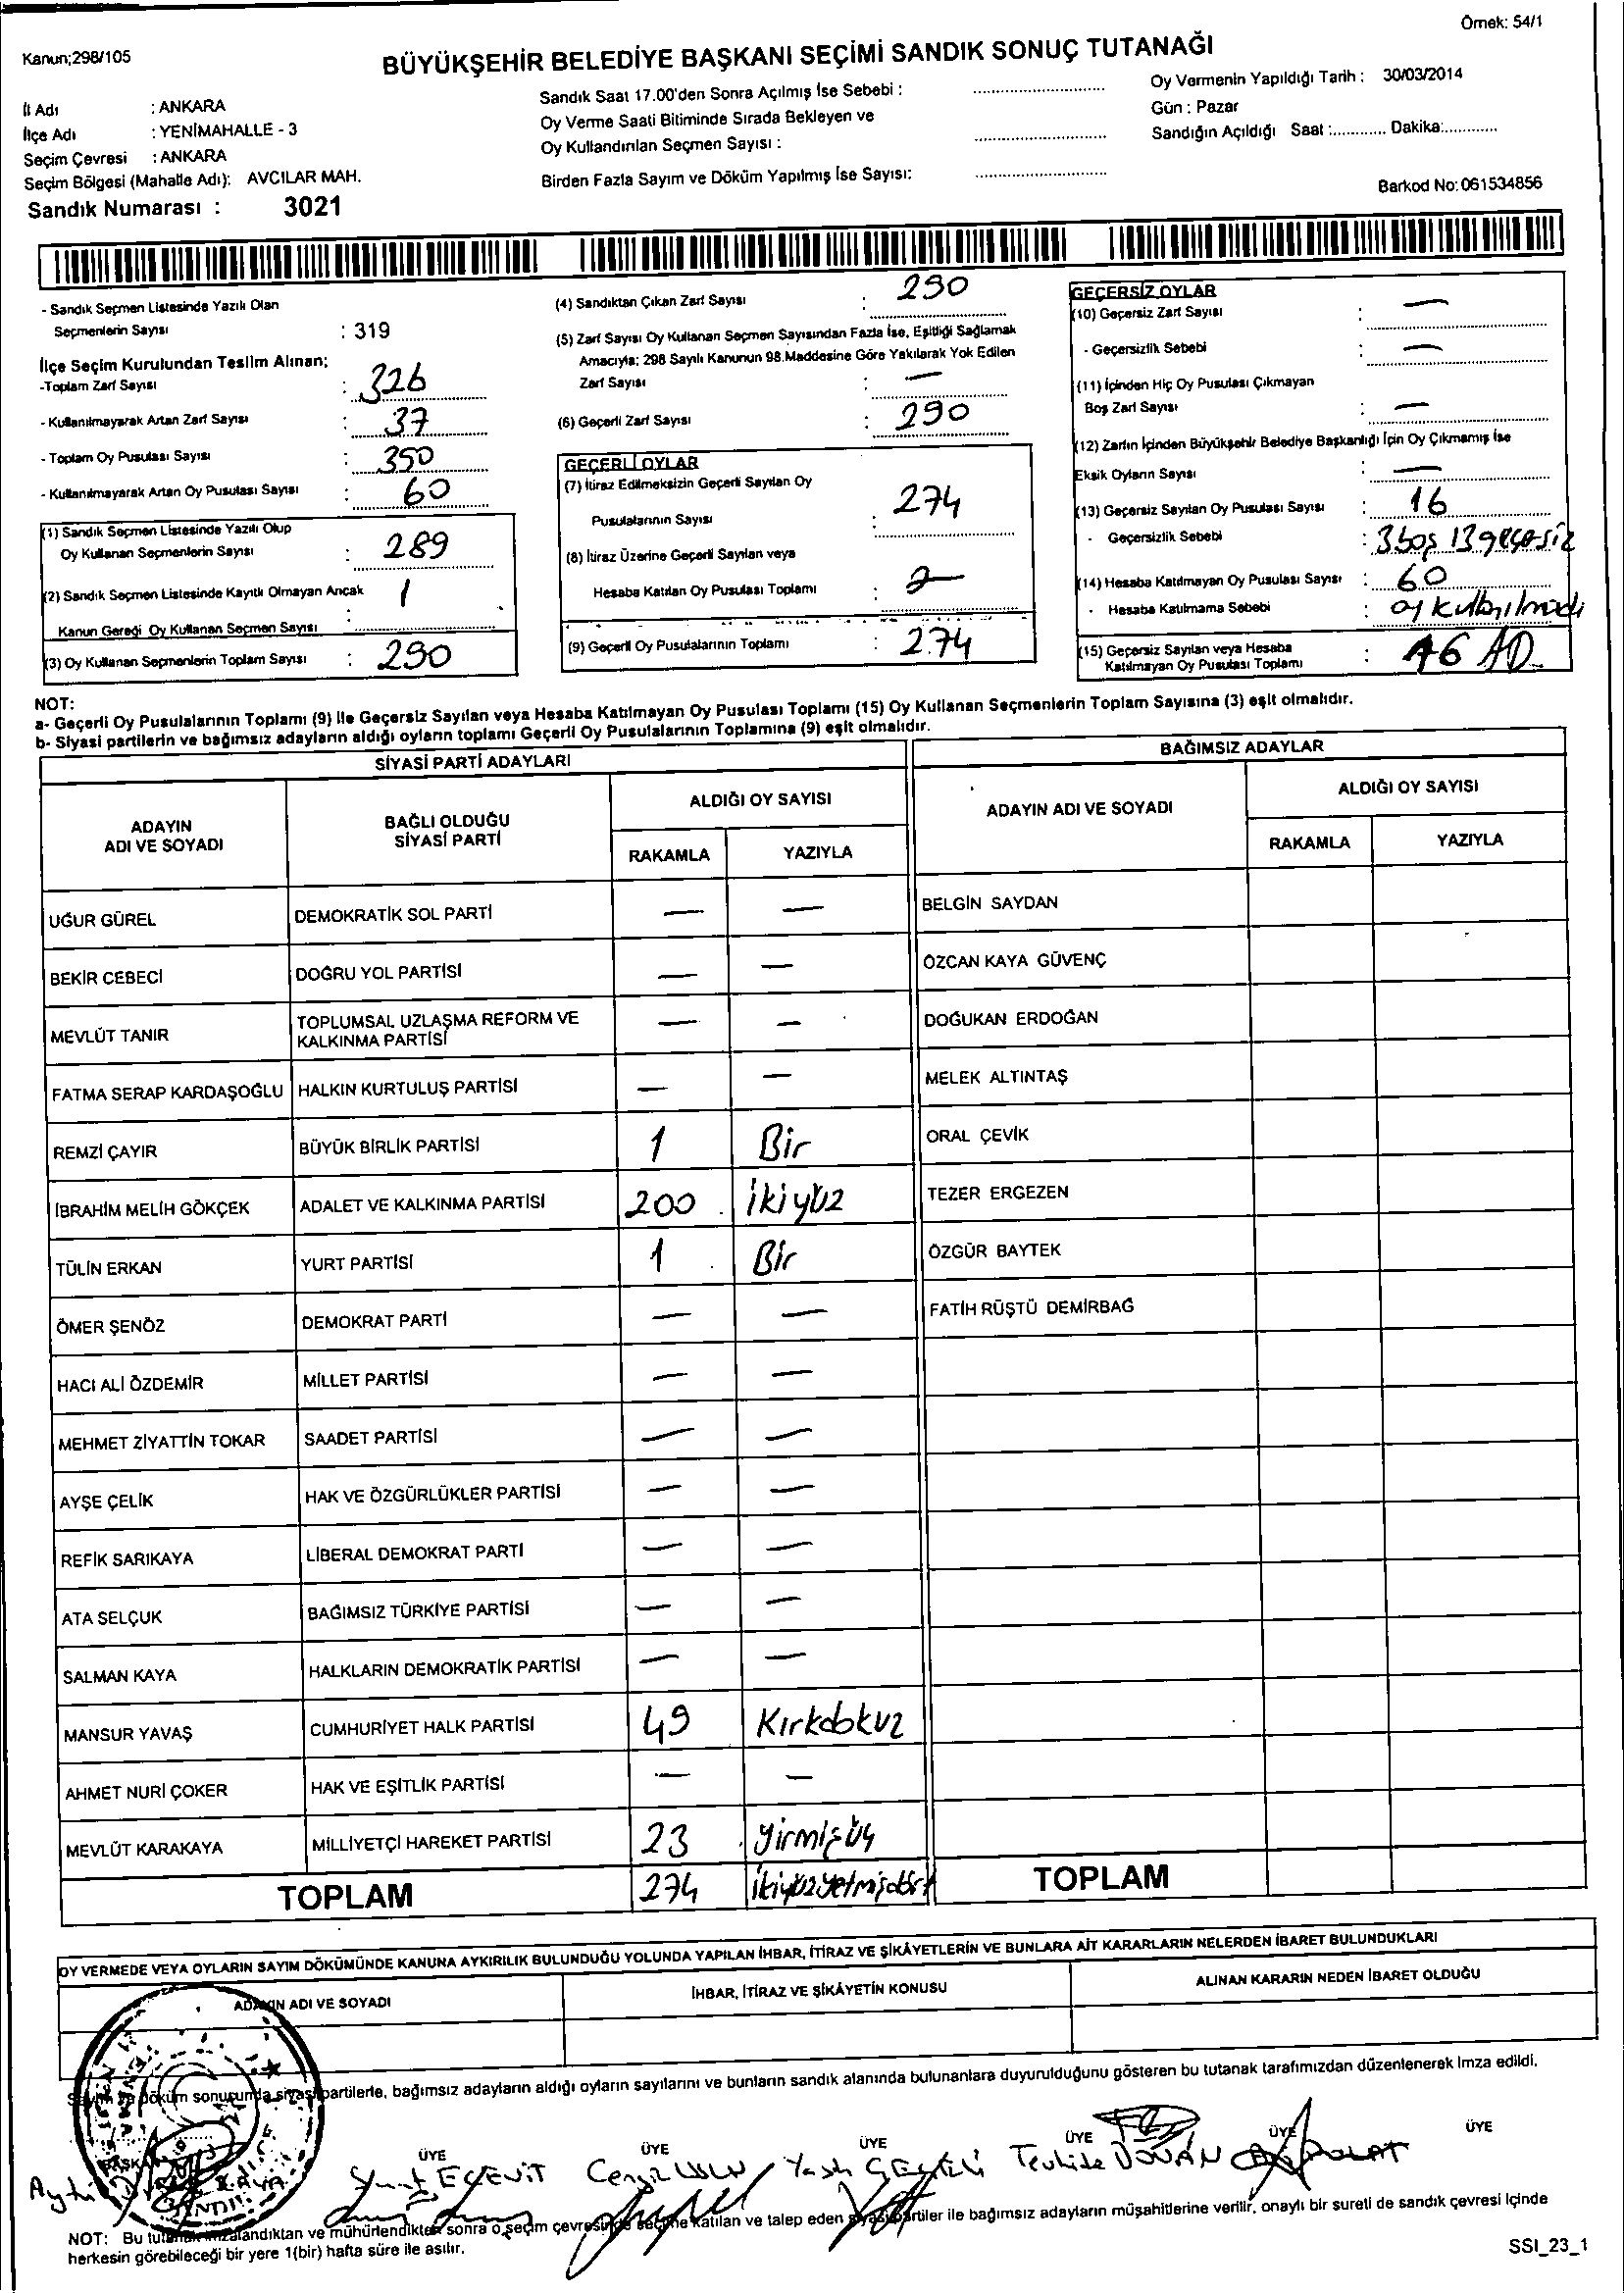 Örnek: 54/1
Kanun;298/105
BÜYÜKŞEHİR BELEDİYE BAŞKANI SEÇİMİ SANDIK SONUÇ TUTANAĞI
İl Adı : ANKARA
İlçe Adı : YENİMAHALLE - 3
Seçim Çevresi : ANKARA
Seçim Bölgesi (Mahalle Adı): AVCILAR MAH.
Sandık Numarası : 3021
Sandık Saat 17.00'den Sonra Açılmış İse Sebebi :
Oy Verme Saati Bitiminde Sırada Bekleyen ve
Oy Kullandırılan Seçmen Sayısı :
Birden Fazla Sayım ve Döküm Yapılmış İse Sayısı:
Oy Vermenin Yapıldığı Tarih : 30/03/2014
Gün : Pazar
Sandığın Açıldığı Saat :............ Dakika:............
Barkod No: 061534856
- Sandık Seçmen Listesinde Yazılı Olan
Seçmenlerin Sayısı : 319
İlçe Seçim Kurulundan Teslim Alınan;
-Toplam Zarf Sayısı : 326
- Kullanılmayarak Artan Zarf Sayısı : 37
- Toplam Oy Pusulası Sayısı : 350
- Kullanılmayarak Artan Oy Pusulası Sayısı : 60
(1) Sandık Seçmen Listesinde Yazılı Olup
Oy Kullanan Seçmenlerin Sayısı : 289
(2) Sandık Seçmen Listesinde Kayıtlı Olmayan Ancak 1
Kanun Gereği Oy Kullanan Seçmen Sayısı :
(3) Oy Kullanan Seçmenlerin Toplam Sayısı : 290
(4) Sandıktan Çıkan Zarf Sayısı : 290
(5) Zarf Sayısı Oy Kullanan Seçmen Sayısından Fazla İse, Eşitliği Sağlamak
Amacıyla; 298 Sayılı Kanunun 98.Maddesine Göre Yakılarak Yok Edilen
Zarf Sayısı : —
(6) Geçerli Zarf Sayısı : 290
GEÇERLİ OYLAR
(7) İtiraz Edilmeksizin Geçerli Sayılan Oy
Pusulalarının Sayısı : 274
(8) İtiraz Üzerine Geçerli Sayılan veya
Hesaba Katılan Oy Pusulası Toplamı :
(9) Geçerli Oy Pusulalarının Toplamı : 274
GEÇERSİZ OYLAR
(10) Geçersiz Zarf Sayısı : —
- Geçersizlik Sebebi : —
(11) İçinden Hiç Oy Pusulası Çıkmayan
Boş Zarf Sayısı : —
(12) Zarfın İçinden Büyükşehir Belediye Başkanlığı İçin Oy Çıkmamış İse
Eksik Oyların Sayısı : —
(13) Geçersiz Sayılan Oy Pusulası Sayısı : 16
- Geçersizlik Sebebi : 3 boş 13 geçersiz
(14) Hesaba Katılmayan Oy Pusulası Sayısı : 60
- Hesaba Katılmama Sebebi : oy kullanılmadı
(15) Geçersiz Sayılan veya Hesaba
Katılmayan Oy Pusulası Toplamı :
NOT:
a- Geçerli Oy Pusulalarının Toplamı (9) ile Geçersiz Sayılan veya Hesaba Katılmayan Oy Pusulası Toplamı (15) Oy Kullanan Seçmenlerin Toplam Sayısına (3) eşit olmalıdır.
b- Siyasi partilerin ve bağımsız adayların aldığı oyların toplamı Geçerli Oy Pusulalarının Toplamına (9) eşit olmalıdır.
SİYASİ PARTİ ADAYLARI BAĞIMSIZ ADAYLAR
ADAYIN ADI VE SOYADI BAĞLI OLDUĞU SİYASİ PARTİ ALDIĞI OY SAYISI ADAYIN ADI VE SOYADI ALDIĞI OY SAYISI
RAKAMLA YAZIYLA RAKAMLA YAZIYLA
UĞUR GÜREL DEMOKRATİK SOL PARTİ — — BELGİN SAYDAN
BEKİR CEBECİ DOĞRU YOL PARTİSİ — — ÖZCAN KAYA GÜVENÇ
MEVLÜT TANIR TOPLUMSAL UZLAŞMA REFORM VE KALKINMA PARTİSİ — — DOĞUKAN ERDOĞAN
FATMA SERAP KARDAŞOĞLU HALKIN KURTULUŞ PARTİSİ — — MELEK ALTINTAŞ
REMZİ ÇAYIR BÜYÜK BİRLİK PARTİSİ 1 Bir ORAL ÇEVİK
İBRAHİM MELİH GÖKÇEK ADALET VE KALKINMA PARTİSİ 200 ikiyüz TEZER ERGEZEN
TÜLİN ERKAN YURT PARTİSİ 1 Bir ÖZGÜR BAYTEK
ÖMER ŞENÖZ DEMOKRAT PARTİ — — FATİH RÜŞTÜ DEMİRBAĞ
HACI ALİ ÖZDEMİR MİLLET PARTİSİ — —
MEHMET ZİYATTİN TOKAR SAADET PARTİSİ — —
AYŞE ÇELİK HAK VE ÖZGÜRLÜKLER PARTİSİ — —
REFİK SARIKAYA LİBERAL DEMOKRAT PARTİ — —
ATA SELÇUK BAĞIMSIZ TÜRKİYE PARTİSİ — —
SALMAN KAYA HALKLARIN DEMOKRATİK PARTİSİ — —
MANSUR YAVAŞ CUMHURİYET HALK PARTİSİ 49 Kırkdokuz
AHMET NURİ ÇOKER HAK VE EŞİTLİK PARTİSİ — —
MEVLÜT KARAKAYA MİLLİYETÇİ HAREKET PARTİSİ 23 yirmiüç
TOPLAM 274 ikiyüzyetmişdört TOPLAM
OY VERMEDE VEYA OYLARIN SAYIM DÖKÜMÜNDE KANUNA AYKIRILIK BULUNDUĞU YOLUNDA YAPILAN İHBAR, İTİRAZ VE ŞİKÂYETLERİN VE BUNLARA AİT KARARLARIN NELERDEN İBARET BULUNDUKLARI
ADAYIN ADI VE SOYADI İHBAR, İTİRAZ VE ŞİKÂYETİN KONUSU ALINAN KARARIN NEDEN İBARET OLDUĞU
Sayım ve döküm sonucunda siyasi partilerle, bağımsız adayların aldığı oyların sayılarını ve bunların sandık alanında bulunanlara duyurulduğunu gösteren bu tutanak tarafımızdan düzenlenerek imza edildi.
BAŞKAN ÜYE ÜYE ÜYE ÜYE ÜYE ÜYE
ECEVİT Cengiz Tevhide DOĞAN POLAT
NOT: Bu tutanak imzalandıktan ve mühürlendikten sonra o seçim çevresinde seçime katılan ve talep eden siyasi partiler ile bağımsız adayların müşahitlerine verilir, onaylı bir sureti de sandık çevresi içinde
herkesin görebileceği bir yere 1(bir) hafta süre ile asılır.
SSI_23_1